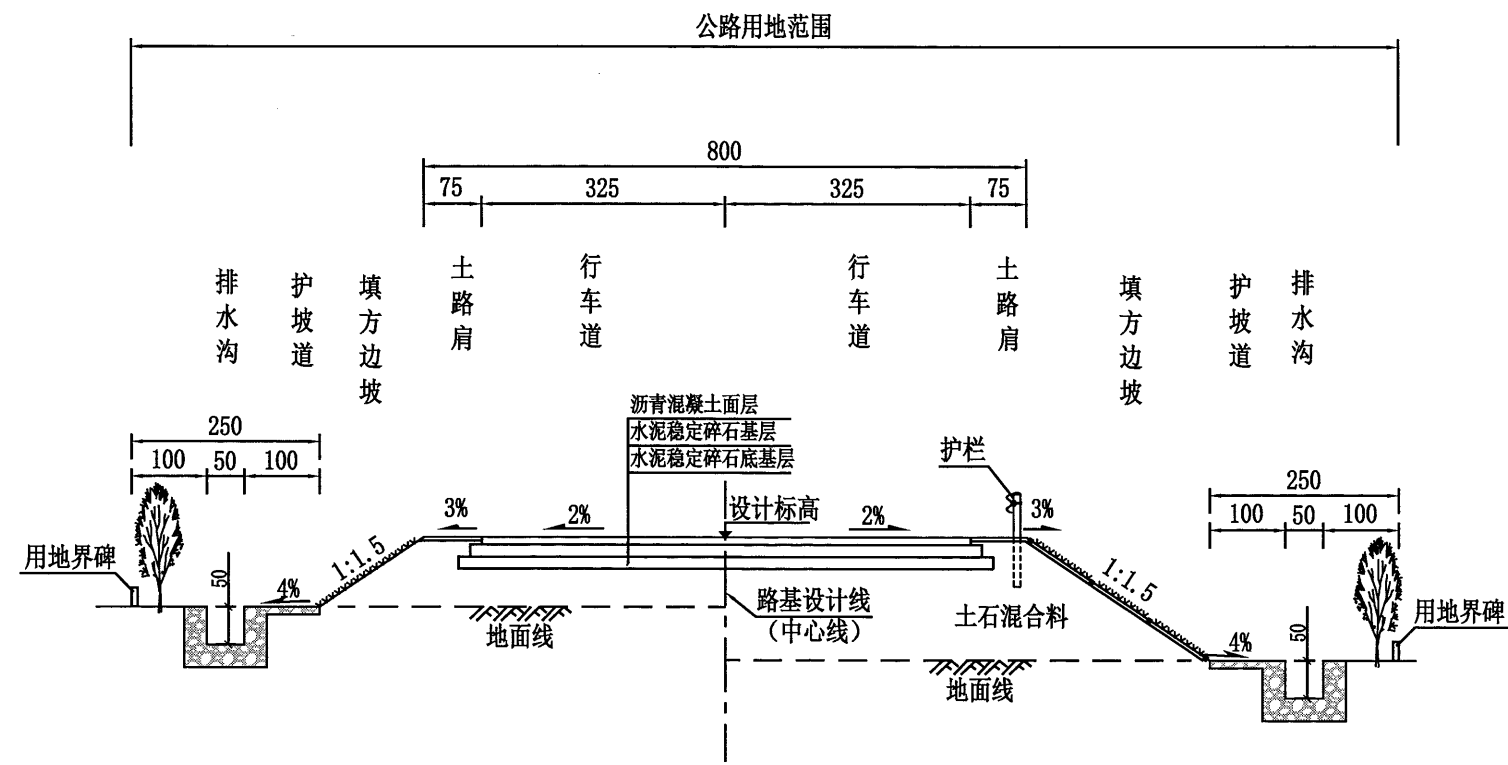 公路用地范围
800
75 325 325 75
排水沟 护坡道 填方边坡 土路肩 行车道 行车道 土路肩 填方边坡 护坡道 排水沟
沥青混凝土面层
水泥稳定碎石基层
水泥稳定碎石底基层
250
100 50 100
护栏
250
100 50 100
3% 2% 设计标高 2% 3%
用地界碑
1:1.5
1:1.5
50
4%
地面线
路基设计线
(中心线)
土石混合料
用地界碑
4%
50
地面线